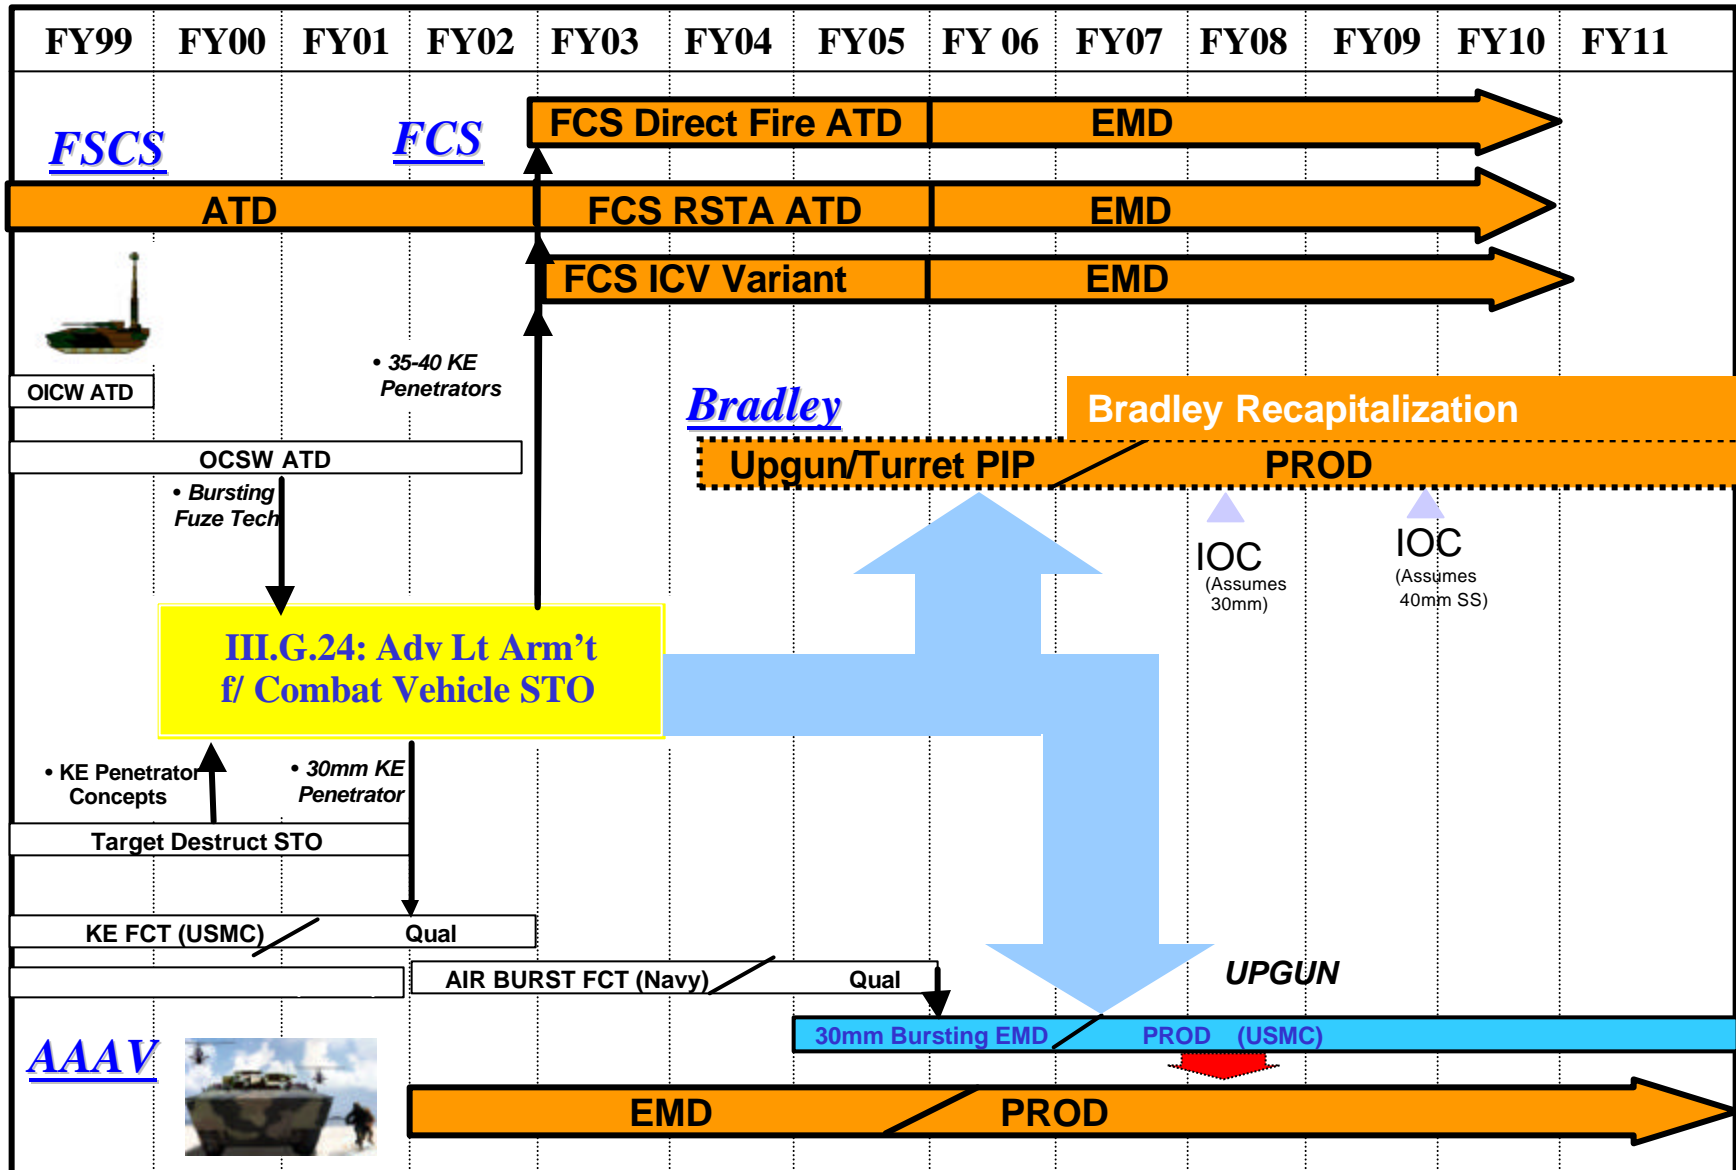 FY99 FY00 FY01 FY02 FY03 FY04 FY05 FY 06 FY07 FY08 FY09 FY10 FY11
FCS Direct Fire ATD EMD
FSCS FCS
ATD FCS RSTA ATD EMD
FCS ICV Variant EMD
• 35-40 KE
Penetrators
OICW ATD
Bradley
Bradley Recapitalization
OCSW ATD
Upgun/Turret PIP PROD
• Bursting
Fuze Tech
IOC
(Assumes
30mm)
IOC
(Assumes
40mm SS)
III.G.24: Adv Lt Arm't
f/ Combat Vehicle STO
• KE Penetrator
Concepts
• 30mm KE
Penetrator
Target Destruct STO
KE FCT (USMC) Qual
AIR BURST FCT (Navy) Qual
UPGUN
30mm Bursting EMD PROD (USMC)
AAAV
EMD PROD